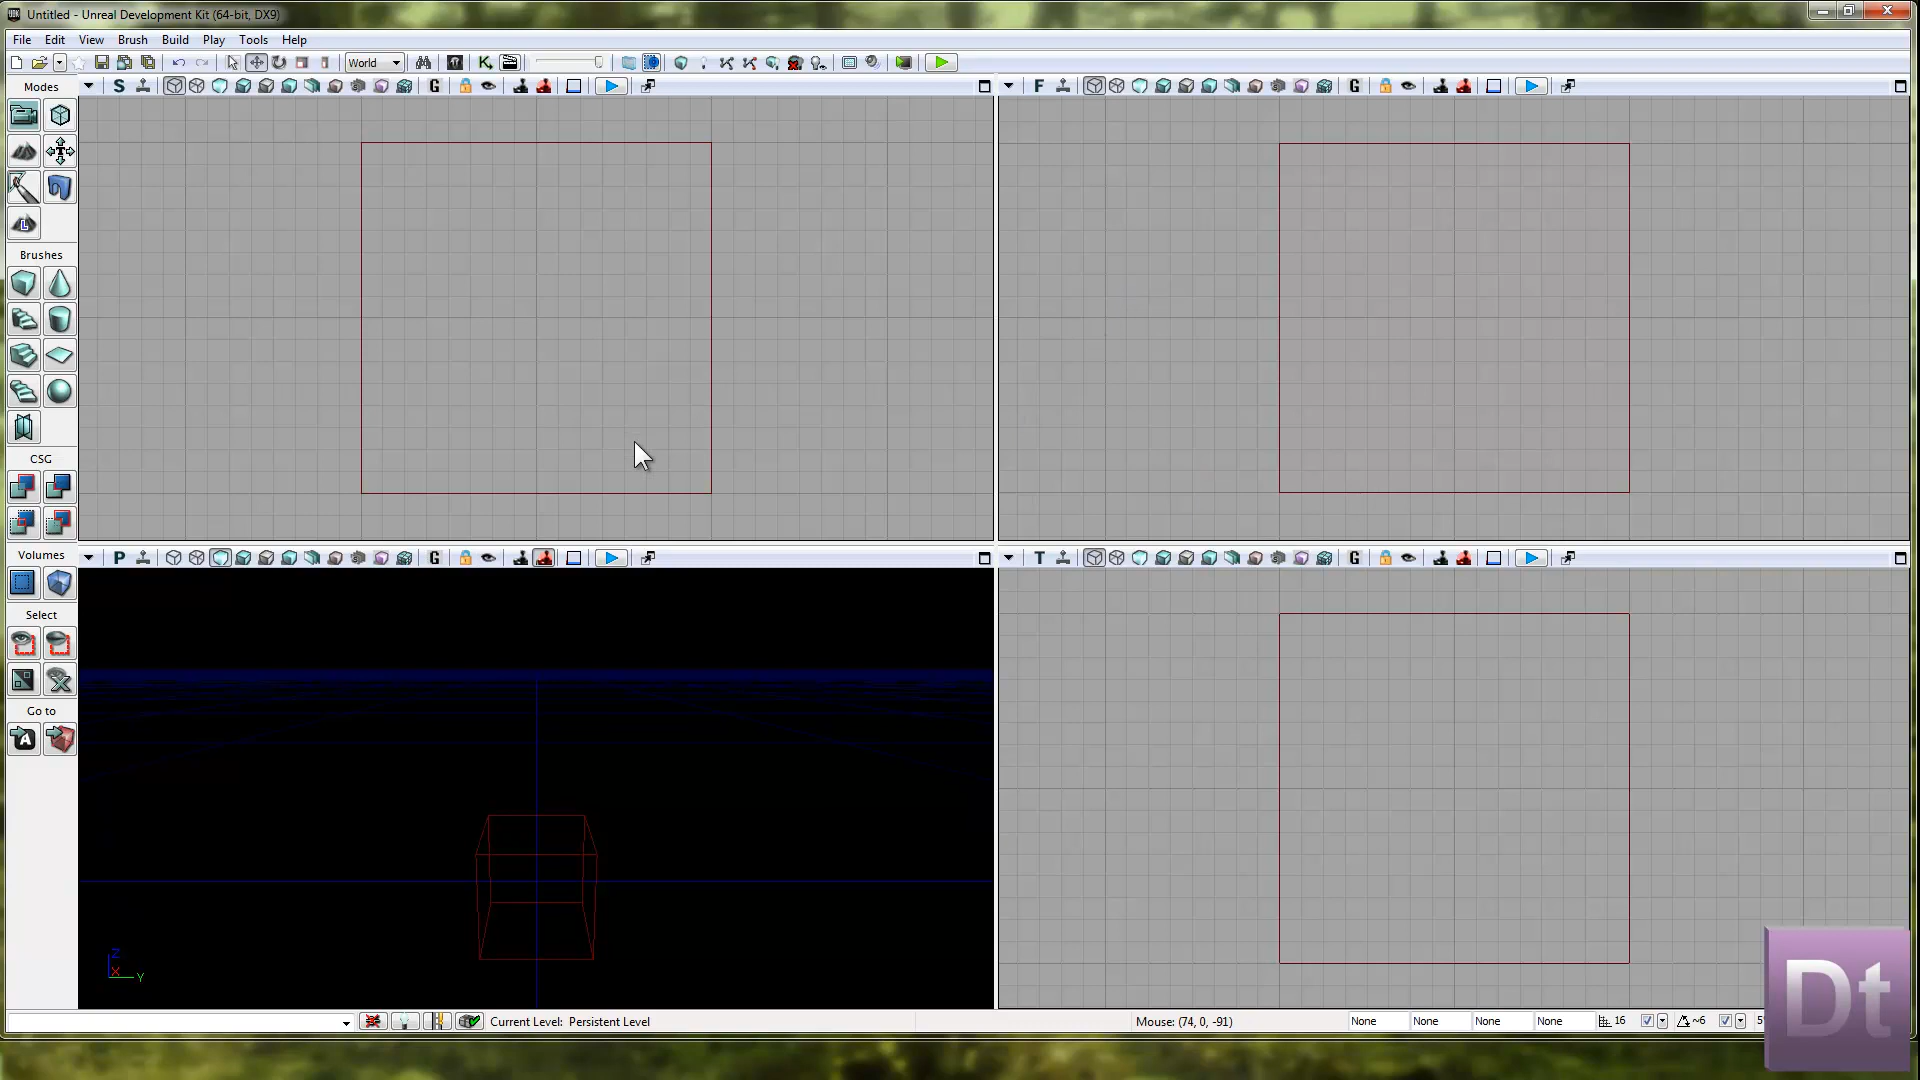 Untitled - Unreal Development Kit (64-bit, DX9)
File Edit View Brush Build Play Tools Help
World
Modes
S G
F G
Brushes
CSG
Volumes
P G
T G
Select
Go to
Z
X
Y
Current Level: Persistent Level
Mouse: (74, 0, -91)
None None None None 16 ~6
Dt